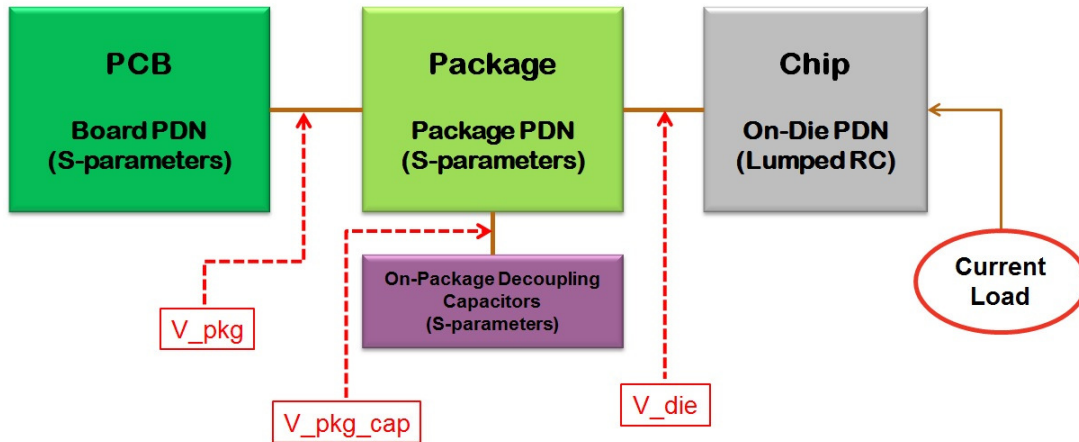 PCB
Board PDN
(S-parameters)
Package
Package PDN
(S-parameters)
Chip
On-Die PDN
(Lumped RC)
On-Package Decoupling
Capacitors
(S-parameters)
Current
Load
V_pkg
V_pkg_cap
V_die